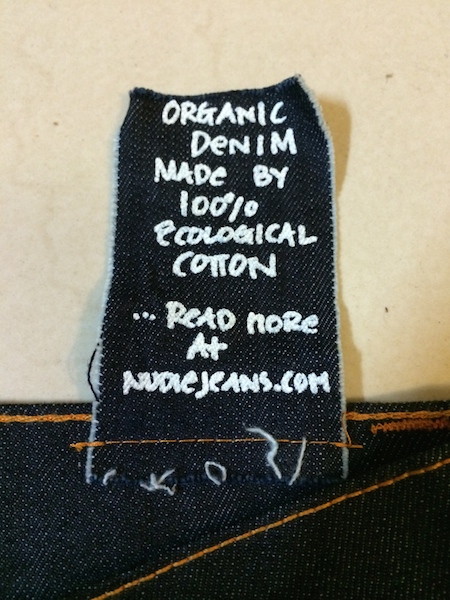 ORGANIC
DENIM
MADE BY
100%
ECOLOGICAL
COTTON
... READ MORE
At
NUDIEJEANS.COM